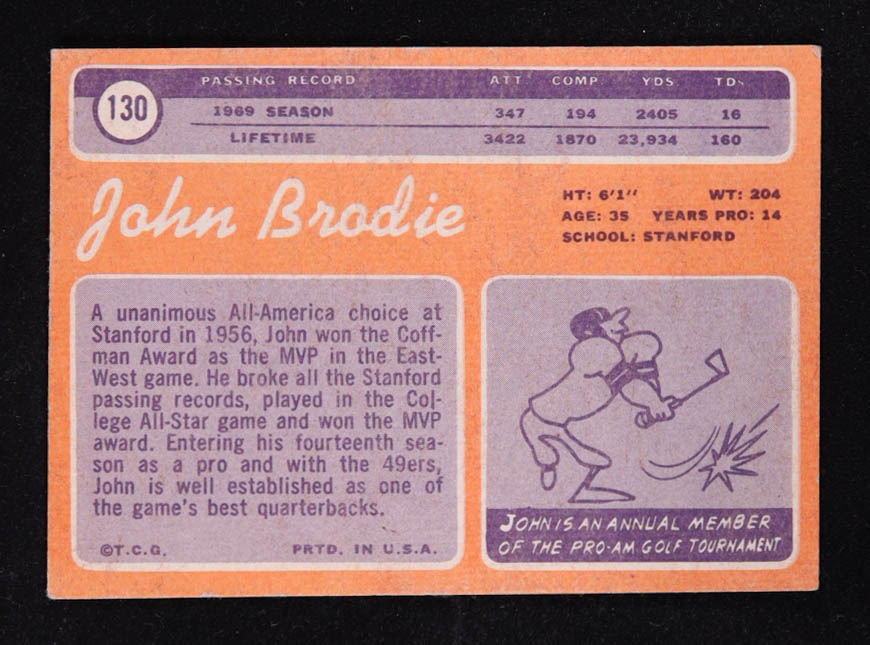 130
PASSING RECORD ATT COMP YDS TDs
1969 SEASON 347 194 2405 16
LIFETIME 3422 1870 23,934 160
John Brodie
HT: 6'1" WT: 204
AGE: 35 YEARS PRO: 14
SCHOOL: STANFORD
A unanimous All-America choice at
Stanford in 1956, John won the Coff-
man Award as the MVP in the East-
West game. He broke all the Stanford
passing records, played in the Col-
lege All-Star game and won the MVP
award. Entering his fourteenth sea-
son as a pro and with the 49ers,
John is well established as one of
the game's best quarterbacks.
©T.C.G. PRTD. IN U.S.A.
JOHN IS AN ANNUAL MEMBER
OF THE PRO-AM GOLF TOURNAMENT